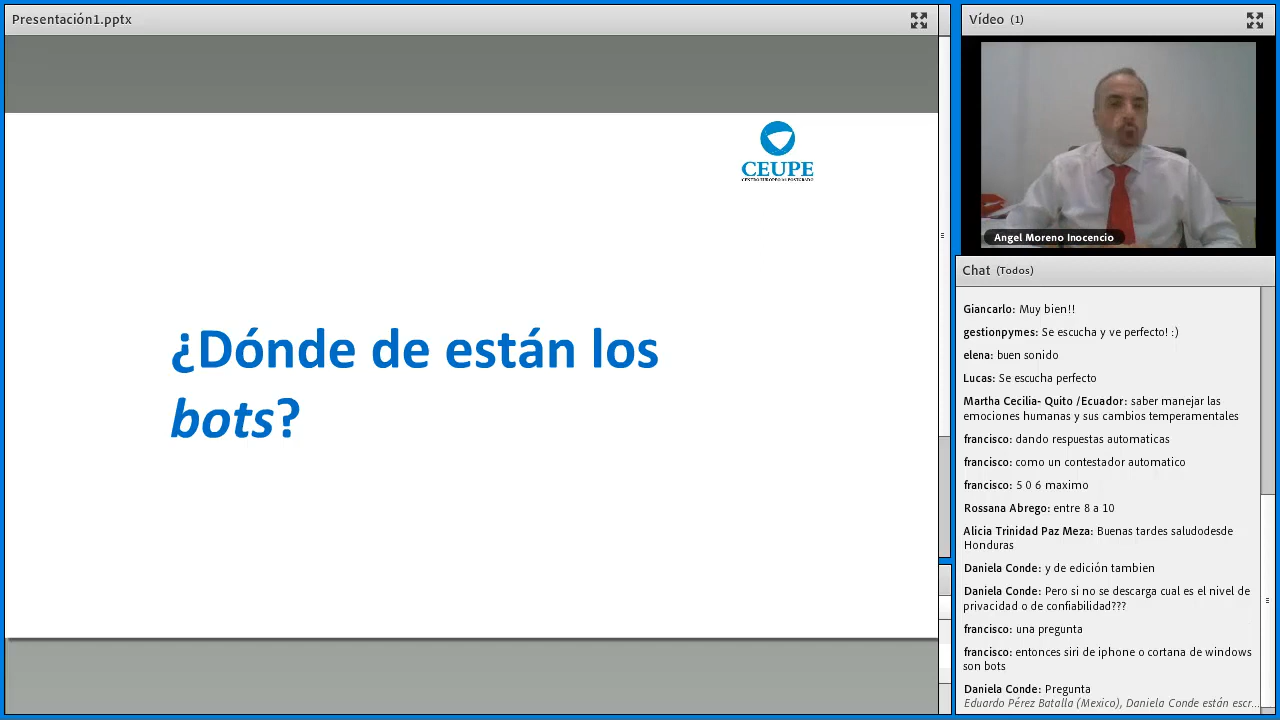 Presentación1.pptx
CEUPE
CENTRO EUROPEO DE POSTGRADO
¿Dónde de están los
bots?
Vídeo (1)
Angel Moreno Inocencio
Chat (Todos)
Giancarlo: Muy bien!!
gestionpymes: Se escucha y ve perfecto! :)
elena: buen sonido
Lucas: Se escucha perfecto
Martha Cecilia- Quito /Ecuador: saber manejar las
emociones humanas y sus cambios temperamentales
francisco: dando respuestas automaticas
francisco: como un contestador automatico
francisco: 5 0 6 maximo
Rossana Abrego: entre 8 a 10
Alicia Trinidad Paz Meza: Buenas tardes saludodesde
Honduras
Daniela Conde: y de edición tambien
Daniela Conde: Pero si no se descarga cual es el nivel de
privacidad o de confiabilidad???
francisco: una pregunta
francisco: entonces siri de iphone o cortana de windows
son bots
Daniela Conde: Pregunta
Eduardo Pérez Batalla (Mexico), Daniela Conde están escr...